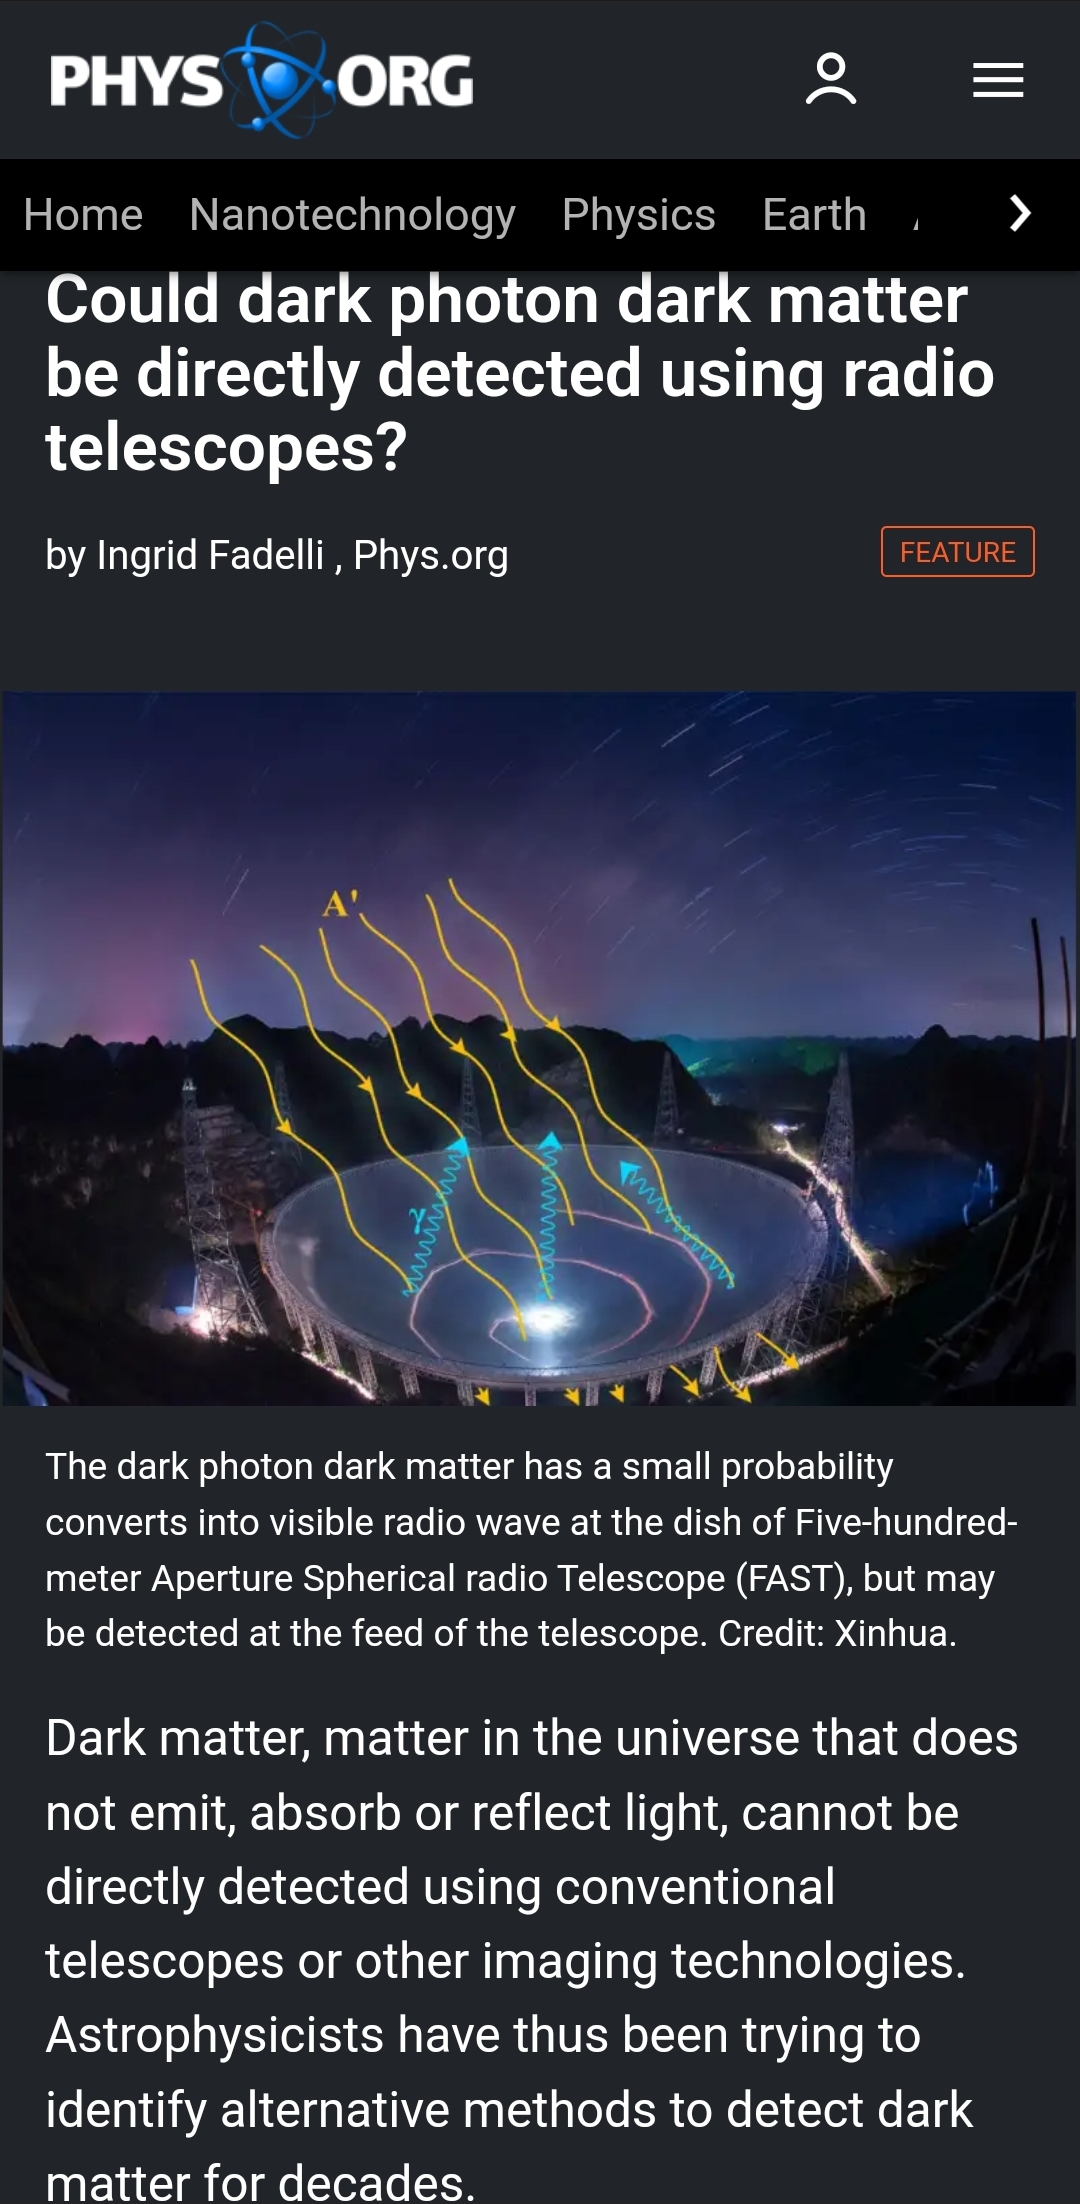 PHYS ORG
Home Nanotechnology Physics Earth
Could dark photon dark matter
be directly detected using radio
telescopes?
by Ingrid Fadelli , Phys.org
FEATURE
A'
γ
The dark photon dark matter has a small probability
converts into visible radio wave at the dish of Five-hundred-
meter Aperture Spherical radio Telescope (FAST), but may
be detected at the feed of the telescope. Credit: Xinhua.
Dark matter, matter in the universe that does
not emit, absorb or reflect light, cannot be
directly detected using conventional
telescopes or other imaging technologies.
Astrophysicists have thus been trying to
identify alternative methods to detect dark
matter for decades.